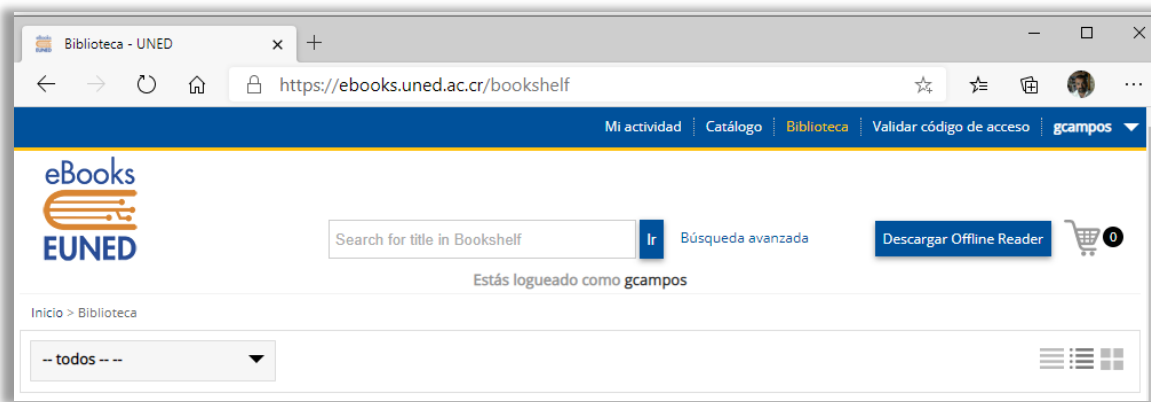 Biblioteca - UNED
https://ebooks.uned.ac.cr/bookshelf
Mi actividad Catálogo Biblioteca Validar código de acceso gcampos
eBooks
EUNED
Search for title in Bookshelf Ir Búsqueda avanzada Descargar Offline Reader 0
Estás logueado como gcampos
Inicio > Biblioteca
-- todos -- --